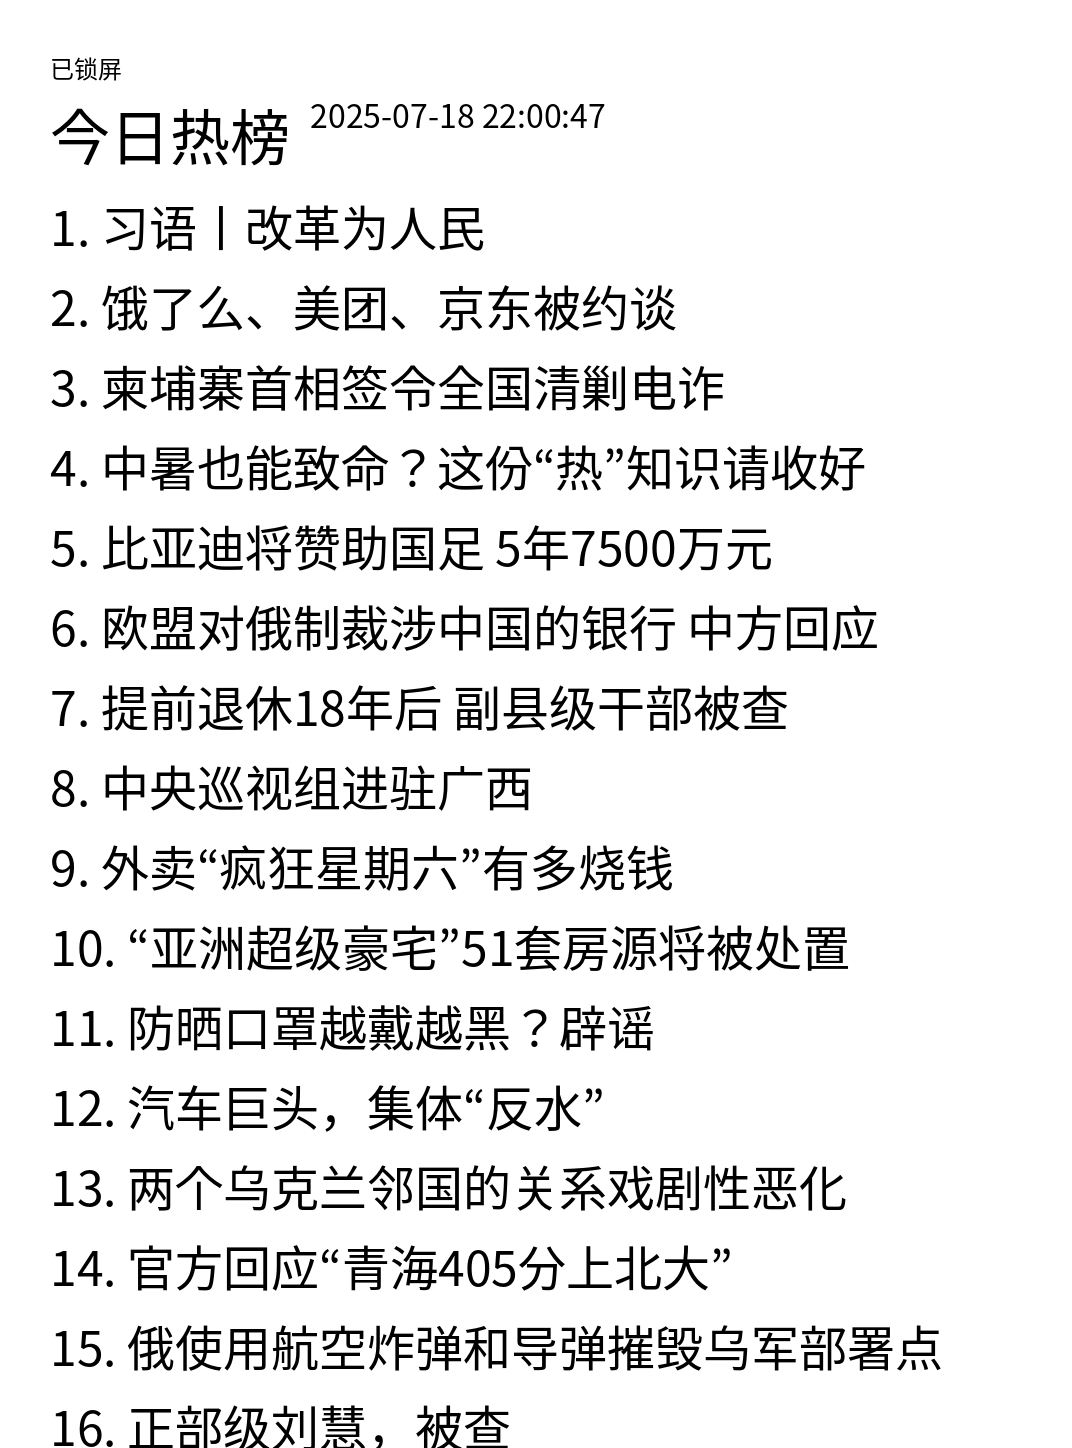 已锁屏
今日热榜 2025-07-18 22:00:47
1. 习语丨改革为人民
2. 饿了么、美团、京东被约谈
3. 柬埔寨首相签令全国清剿电诈
4. 中暑也能致命？这份“热”知识请收好
5. 比亚迪将赞助国足 5年7500万元
6. 欧盟对俄制裁涉中国的银行 中方回应
7. 提前退休18年后 副县级干部被查
8. 中央巡视组进驻广西
9. 外卖“疯狂星期六”有多烧钱
10. “亚洲超级豪宅”51套房源将被处置
11. 防晒口罩越戴越黑？辟谣
12. 汽车巨头，集体“反水”
13. 两个乌克兰邻国的关系戏剧性恶化
14. 官方回应“青海405分上北大”
15. 俄使用航空炸弹和导弹摧毁乌军部署点
16. 正部级刘慧，被查